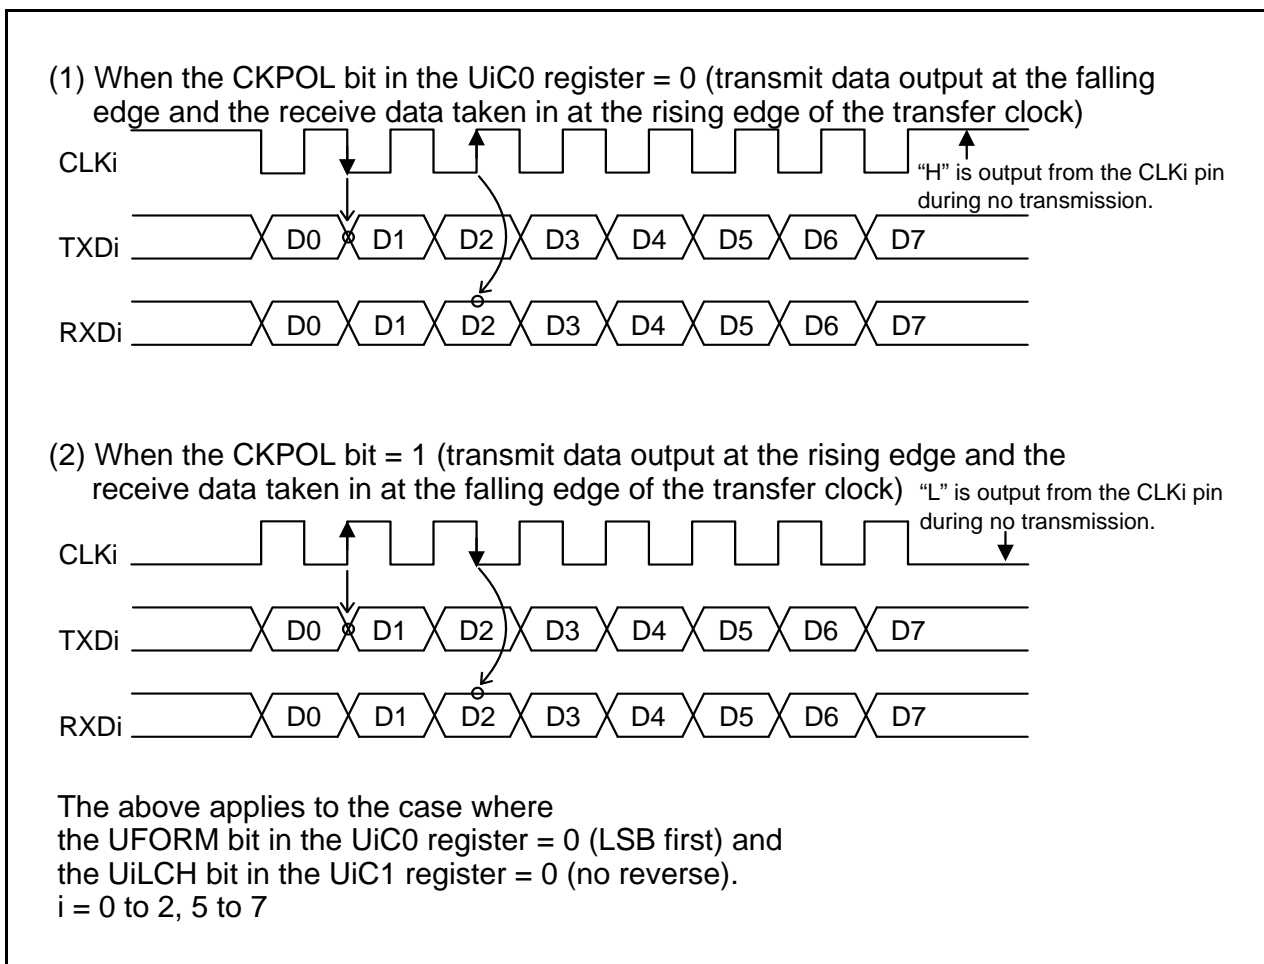 (1) When the CKPOL bit in the UiC0 register = 0 (transmit data output at the falling
edge and the receive data taken in at the rising edge of the transfer clock)
CLKi
“H” is output from the CLKi pin
during no transmission.
TXDi D0 D1 D2 D3 D4 D5 D6 D7
RXDi D0 D1 D2 D3 D4 D5 D6 D7
(2) When the CKPOL bit = 1 (transmit data output at the rising edge and the
receive data taken in at the falling edge of the transfer clock)
“L” is output from the CLKi pin
during no transmission.
CLKi
TXDi D0 D1 D2 D3 D4 D5 D6 D7
RXDi D0 D1 D2 D3 D4 D5 D6 D7
The above applies to the case where
the UFORM bit in the UiC0 register = 0 (LSB first) and
the UiLCH bit in the UiC1 register = 0 (no reverse).
i = 0 to 2, 5 to 7